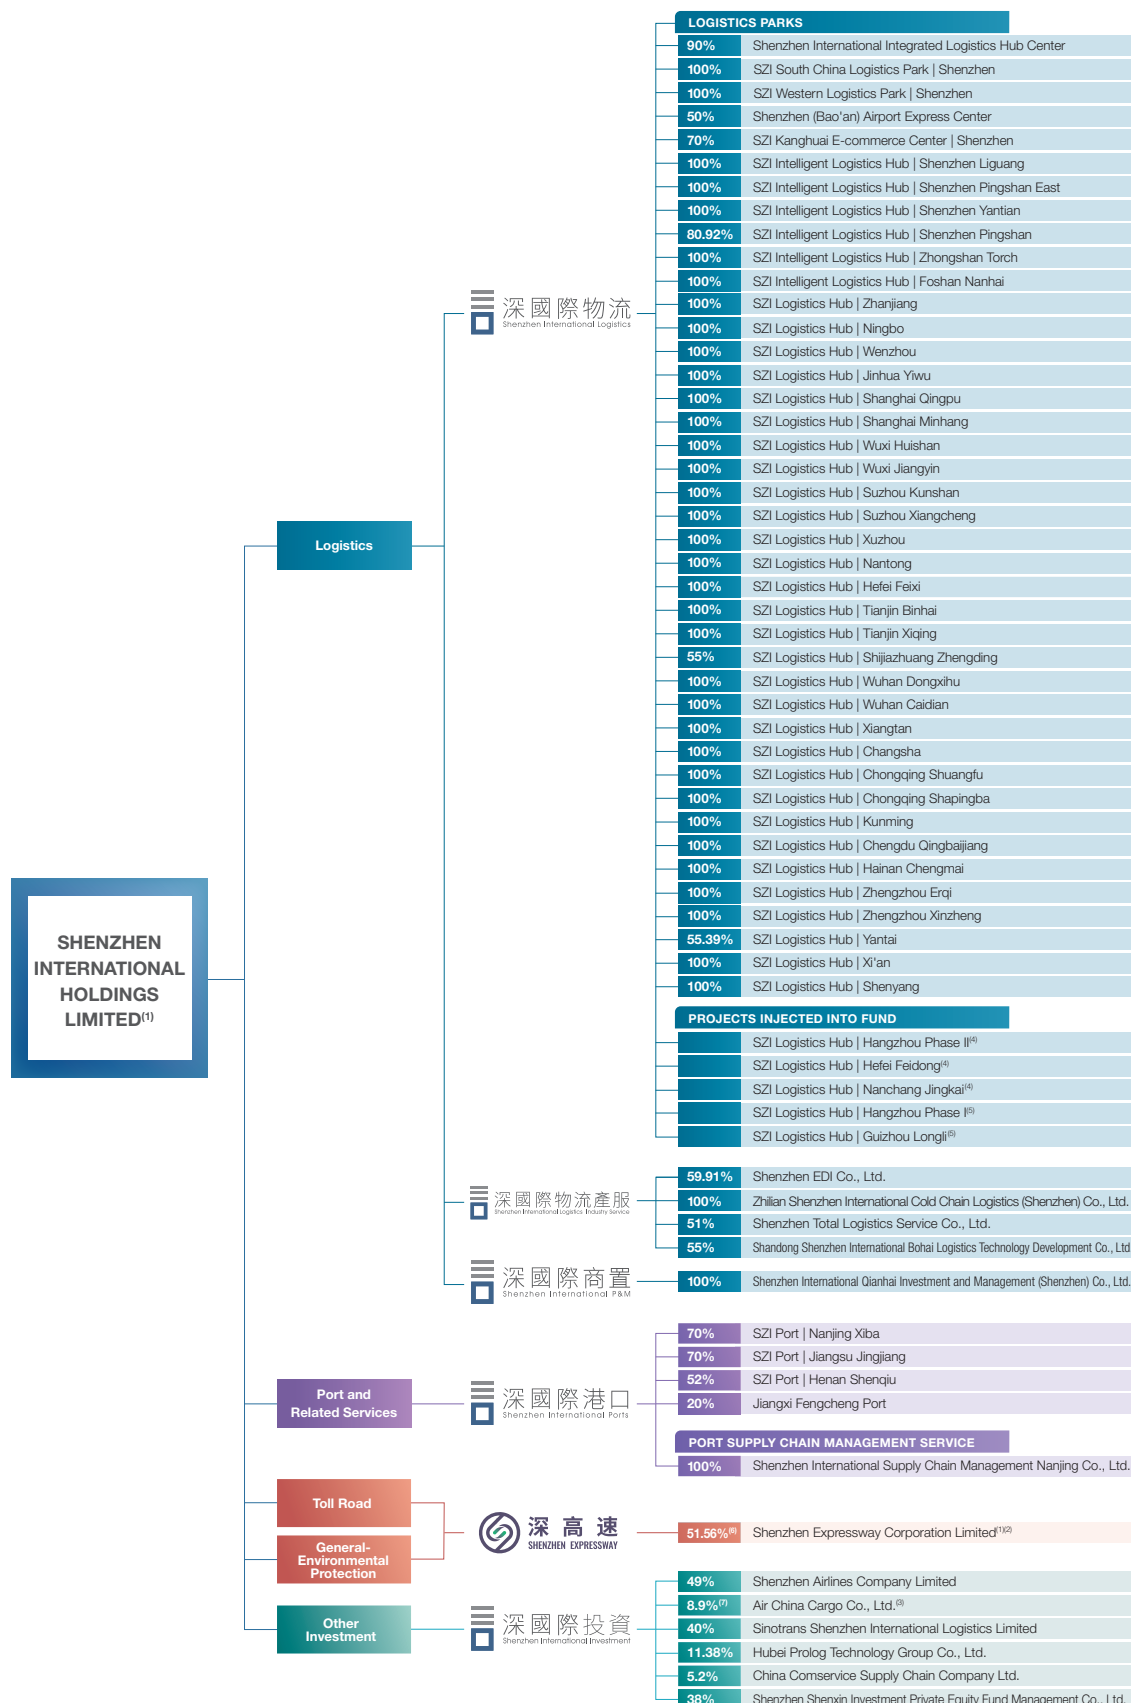 SHENZHEN
INTERNATIONAL
HOLDINGS
LIMITED(1)
Logistics
深國際物流
Shenzhen International Logistics
LOGISTICS PARKS
90% Shenzhen International Integrated Logistics Hub Center
100% SZI South China Logistics Park | Shenzhen
100% SZI Western Logistics Park | Shenzhen
50% Shenzhen (Bao'an) Airport Express Center
70% SZI Kanghuai E-commerce Center | Shenzhen
100% SZI Intelligent Logistics Hub | Shenzhen Liguang
100% SZI Intelligent Logistics Hub | Shenzhen Pingshan East
100% SZI Intelligent Logistics Hub | Shenzhen Yantian
80.92% SZI Intelligent Logistics Hub | Shenzhen Pingshan
100% SZI Intelligent Logistics Hub | Zhongshan Torch
100% SZI Intelligent Logistics Hub | Foshan Nanhai
100% SZI Logistics Hub | Zhanjiang
100% SZI Logistics Hub | Ningbo
100% SZI Logistics Hub | Wenzhou
100% SZI Logistics Hub | Jinhua Yiwu
100% SZI Logistics Hub | Shanghai Qingpu
100% SZI Logistics Hub | Shanghai Minhang
100% SZI Logistics Hub | Wuxi Huishan
100% SZI Logistics Hub | Wuxi Jiangyin
100% SZI Logistics Hub | Suzhou Kunshan
100% SZI Logistics Hub | Suzhou Xiangcheng
100% SZI Logistics Hub | Xuzhou
100% SZI Logistics Hub | Nantong
100% SZI Logistics Hub | Hefei Feixi
100% SZI Logistics Hub | Tianjin Binhai
100% SZI Logistics Hub | Tianjin Xiqing
55% SZI Logistics Hub | Shijiazhuang Zhengding
100% SZI Logistics Hub | Wuhan Dongxihu
100% SZI Logistics Hub | Wuhan Caidian
100% SZI Logistics Hub | Xiangtan
100% SZI Logistics Hub | Changsha
100% SZI Logistics Hub | Chongqing Shuangfu
100% SZI Logistics Hub | Chongqing Shapingba
100% SZI Logistics Hub | Kunming
100% SZI Logistics Hub | Chengdu Qingbaijiang
100% SZI Logistics Hub | Hainan Chengmai
100% SZI Logistics Hub | Zhengzhou Erqi
100% SZI Logistics Hub | Zhengzhou Xinzheng
55.39% SZI Logistics Hub | Yantai
100% SZI Logistics Hub | Xi'an
100% SZI Logistics Hub | Shenyang
PROJECTS INJECTED INTO FUND
SZI Logistics Hub | Hangzhou Phase II(4)
SZI Logistics Hub | Hefei Feidong(4)
SZI Logistics Hub | Nanchang Jingkai(4)
SZI Logistics Hub | Hangzhou Phase I(5)
SZI Logistics Hub | Guizhou Longli(5)
深國際物流產服
Shenzhen International Logistics Industry Service
59.91% Shenzhen EDI Co., Ltd.
100% Zhilian Shenzhen International Cold Chain Logistics (Shenzhen) Co., Ltd.
51% Shenzhen Total Logistics Service Co., Ltd.
55% Shandong Shenzhen International Bohai Logistics Technology Development Co., Ltd
深國際商置
Shenzhen International P&M
100% Shenzhen International Qianhai Investment and Management (Shenzhen) Co., Ltd.
Port and
Related Services
深國際港口
Shenzhen International Ports
70% SZI Port | Nanjing Xiba
70% SZI Port | Jiangsu Jingjiang
52% SZI Port | Henan Shenqiu
20% Jiangxi Fengcheng Port
PORT SUPPLY CHAIN MANAGEMENT SERVICE
100% Shenzhen International Supply Chain Management Nanjing Co., Ltd.
Toll Road
General-
Environmental
Protection
深高速
SHENZHEN EXPRESSWAY
51.56%(6) Shenzhen Expressway Corporation Limited(1)(2)
Other
Investment
深國際投資
Shenzhen International Investment
49% Shenzhen Airlines Company Limited
8.9%(7) Air China Cargo Co., Ltd.(3)
40% Sinotrans Shenzhen International Logistics Limited
11.38% Hubei Prolog Technology Group Co., Ltd.
5.2% China Comservice Supply Chain Company Ltd.
38% Shenzhen Shenxin Investment Private Equity Fund Management Co., Ltd.